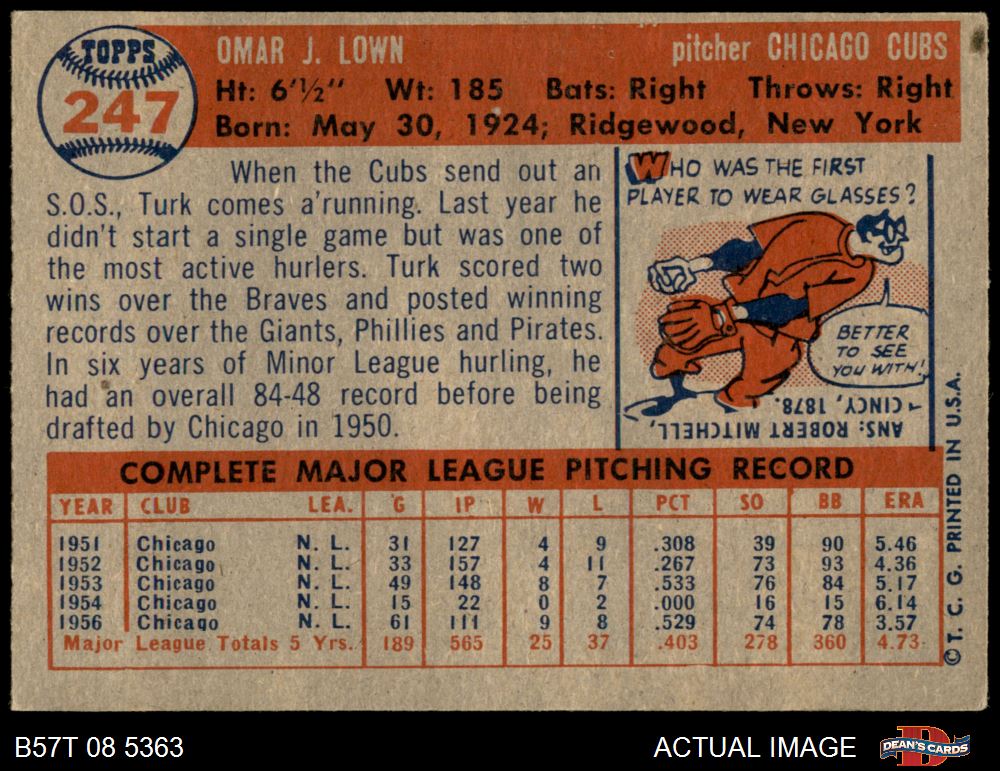 TOPPS
247
OMAR J. LOWN
pitcher CHICAGO CUBS
Ht: 6'½" Wt: 185 Bats: Right Throws: Right
Born: May 30, 1924; Ridgewood, New York
When the Cubs send out an
S.O.S., Turk comes a'running. Last year he
didn't start a single game but was one of
the most active hurlers. Turk scored two
wins over the Braves and posted winning
records over the Giants, Phillies and Pirates.
In six years of Minor League hurling, he
had an overall 84-48 record before being
drafted by Chicago in 1950.
WHO WAS THE FIRST
PLAYER TO WEAR GLASSES?
BETTER
TO SEE
YOU WITH!
ANS: ROBERT MITCHELL,
CINCY, 1878.
COMPLETE MAJOR LEAGUE PITCHING RECORD
YEAR CLUB LEA. G IP W L PCT SO BB ERA
1951 Chicago N. L. 31 127 4 9 .308 39 90 5.46
1952 Chicago N. L. 33 157 4 11 .267 73 93 4.36
1953 Chicago N. L. 49 148 8 7 .533 76 84 5.17
1954 Chicago N. L. 15 22 0 2 .000 16 15 6.14
1956 Chicago N. L. 61 111 9 8 .529 74 78 3.57
Major League Totals 5 Yrs. 189 565 25 37 .403 278 360 4.73
© T. C. G. PRINTED IN U.S.A.
B57T 08 5363
ACTUAL IMAGE
DEAN'S CARDS